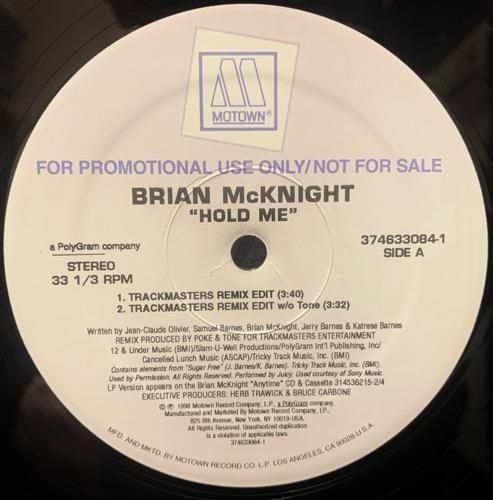 MOTOWN®
FOR PROMOTIONAL USE ONLY/NOT FOR SALE
BRIAN McKNIGHT
"HOLD ME"
a PolyGram company
STEREO
33 1/3 RPM
374633084-1
SIDE A
1. TRACKMASTERS REMIX EDIT (3:40)
2. TRACKMASTERS REMIX EDIT w/o Tone (3:32)
Written by Jean-Claude Olivier, Samuel Barnes, Brian McKnight, Jerry Barnes & Katrese Barnes
REMIX PRODUCED BY POKE & TONE FOR TRACKMASTERS ENTERTAINMENT
12 & Under Music (BMI)/Slam-U-Well Productions/PolyGram Int'l Publishing, Inc/
Cancelled Lunch Music (ASCAP)/Tricky Track Music, Inc. (BMI)
Contains elements from "Sugar Free" (J. Barnes/K. Barnes). Tricky Track Music, Inc. (BMI).
Used by Permission. All Rights Reserved. Performed by Juicy. Used courtesy of Sony Music.
LP Version appears on the Brian McKnight "Anytime" CD & Cassette 314536215-2/4
EXECUTIVE PRODUCERS: HERB TRAWICK & BRUCE CARBONE
℗ © 1998 Motown Record Company, L.P., a PolyGram Company.
Manufactured and Marketed By Motown Record Company, L.P.
825 8th Avenue, New York, NY 10019-USA.
All Rights Reserved. Unauthorized duplication
is a violation of applicable laws.
374633084-1
MFD. AND MKTD. BY MOTOWN RECORD CO. L.P. LOS ANGELES, CA 90028-U.S.A.